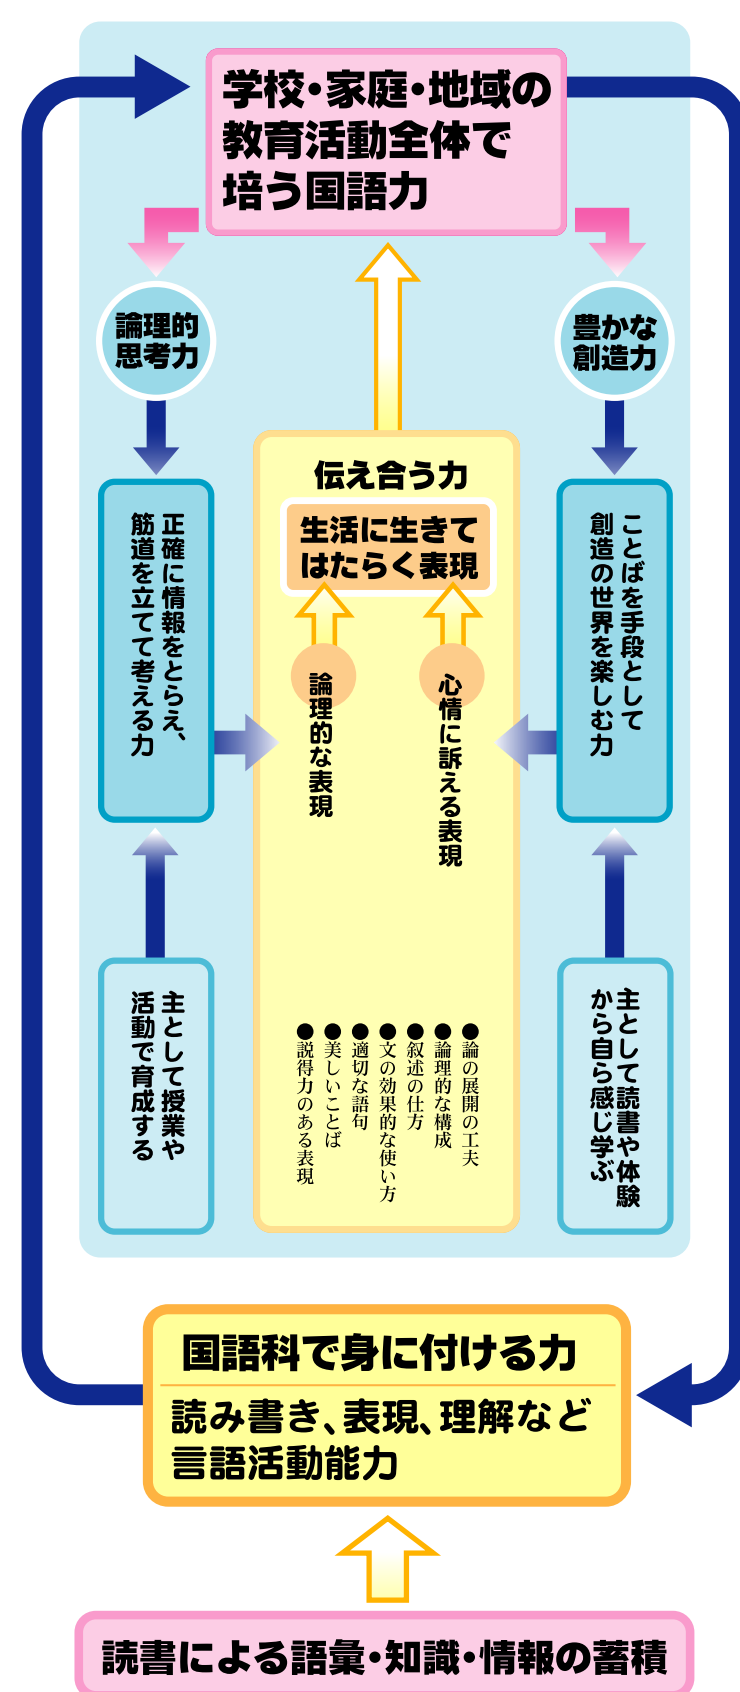 学校・家庭・地域の
教育活動全体で
培う国語力
論理的
思考力
豊かな
創造力
正確に情報をとらえ、
筋道を立てて考える力
伝え合う力
生活に生きて
はたらく表現
論理的な表現
心情に訴える表現
ことばを手段として
創造の世界を楽しむ力
主として授業や
活動で育成する
●論の展開の工夫
●論理的な構成
●叙述の仕方
●文の効果的な使い方
●適切な語句
●美しいことば
●説得力のある表現
主として読書や体験
から自ら感じ学ぶ
国語科で身に付ける力
読み書き、表現、理解など
言語活動能力
読書による語彙・知識・情報の蓄積